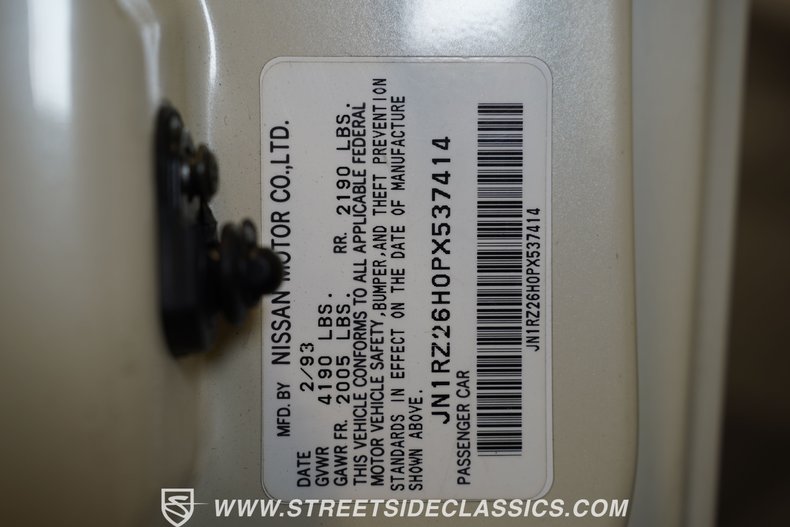 MFD. BY NISSAN MOTOR CO.,LTD.
DATE 2/93
GVWR 4190 LBS.
GAWR FR. 2005 LBS. RR. 2190 LBS.
THIS VEHICLE CONFORMS TO ALL APPLICABLE FEDERAL
MOTOR VEHICLE SAFETY,BUMPER,AND THEFT PREVENTION
STANDARDS IN EFFECT ON THE DATE OF MANUFACTURE
SHOWN ABOVE.
JN1RZ26H0PX537414
PASSENGER CAR
JN1RZ26H0PX537414
WWW.STREETSIDECLASSICS.COM